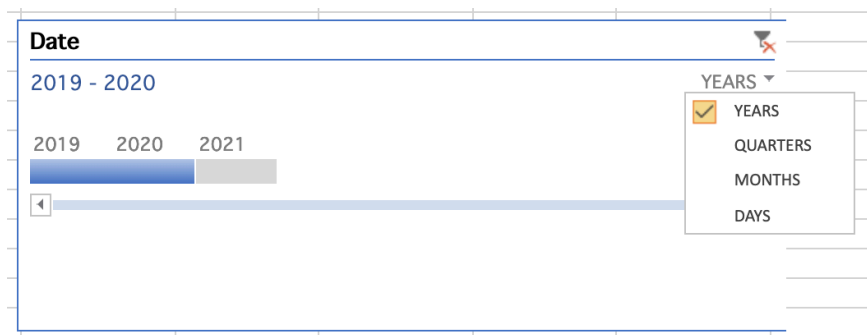 Date
2019 - 2020
YEARS
YEARS
QUARTERS
MONTHS
DAYS
2019 2020 2021